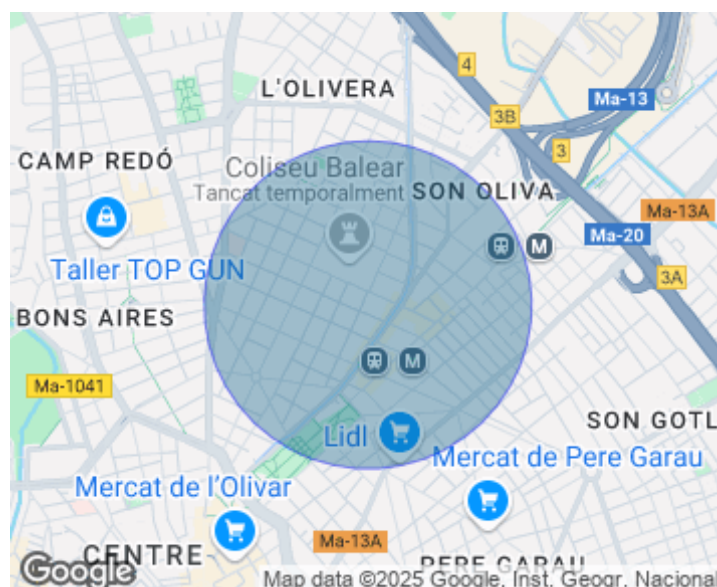 4
L'OLIVERA
Ma-13
3B
3
CAMP REDÓ
Coliseu Balear
Tancat temporalment
SON OLIVA
Ma-13A
Ma-20
M
Taller TOP GUN
3A
BONS AIRES
M
Ma-1041
Lidl
SON GOTL
Mercat de Pere Garau
Mercat de l'Olivar
Ma-13A
CENTRE
PERE GARAU
Google
Map data ©2025 Google, Inst. Geogr. Nacional